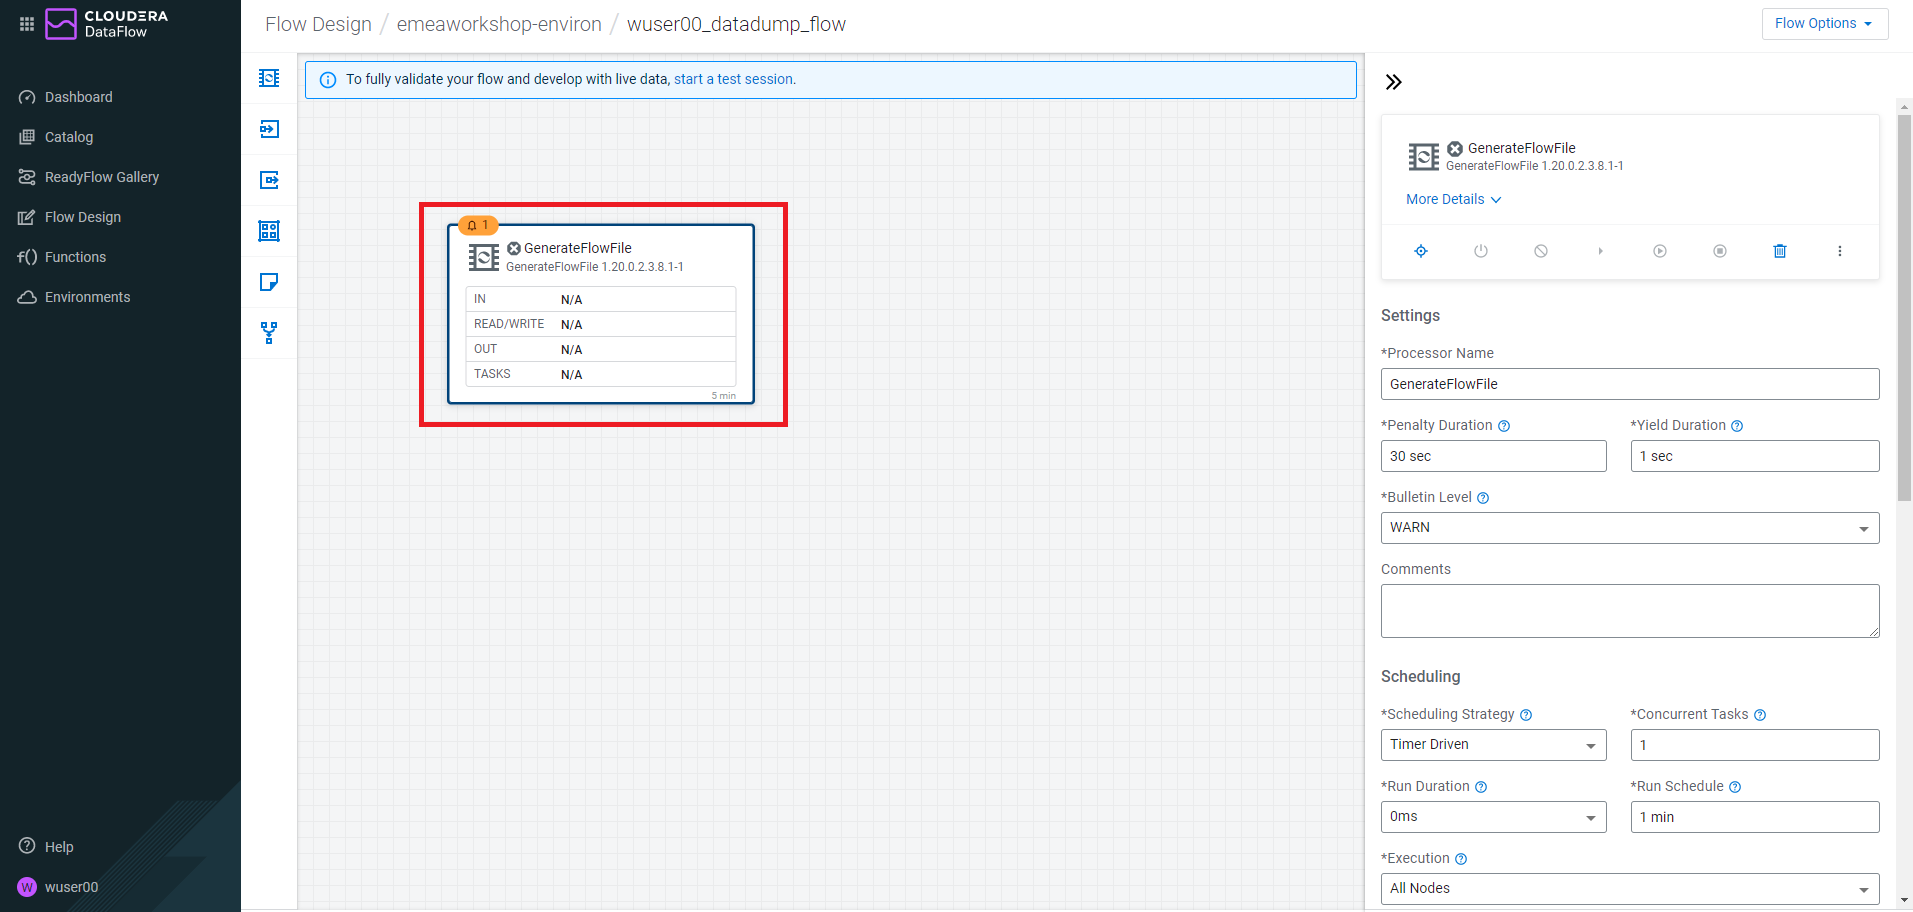 CLOUDERA
DataFlow
Dashboard
Catalog
ReadyFlow Gallery
Flow Design
f() Functions
Environments
Help
W wuser00
Flow Design / emeaworkshop-environ / wuser00_datadump_flow
Flow Options
To fully validate your flow and develop with live data, start a test session.
1
GenerateFlowFile
GenerateFlowFile 1.20.0.2.3.8.1-1
IN N/A
READ/WRITE N/A
OUT N/A
TASKS N/A
5 min
GenerateFlowFile
GenerateFlowFile 1.20.0.2.3.8.1-1
More Details
Settings
*Processor Name
GenerateFlowFile
*Penalty Duration *Yield Duration
30 sec 1 sec
*Bulletin Level
WARN
Comments
Scheduling
*Scheduling Strategy *Concurrent Tasks
Timer Driven 1
*Run Duration *Run Schedule
0ms 1 min
*Execution
All Nodes